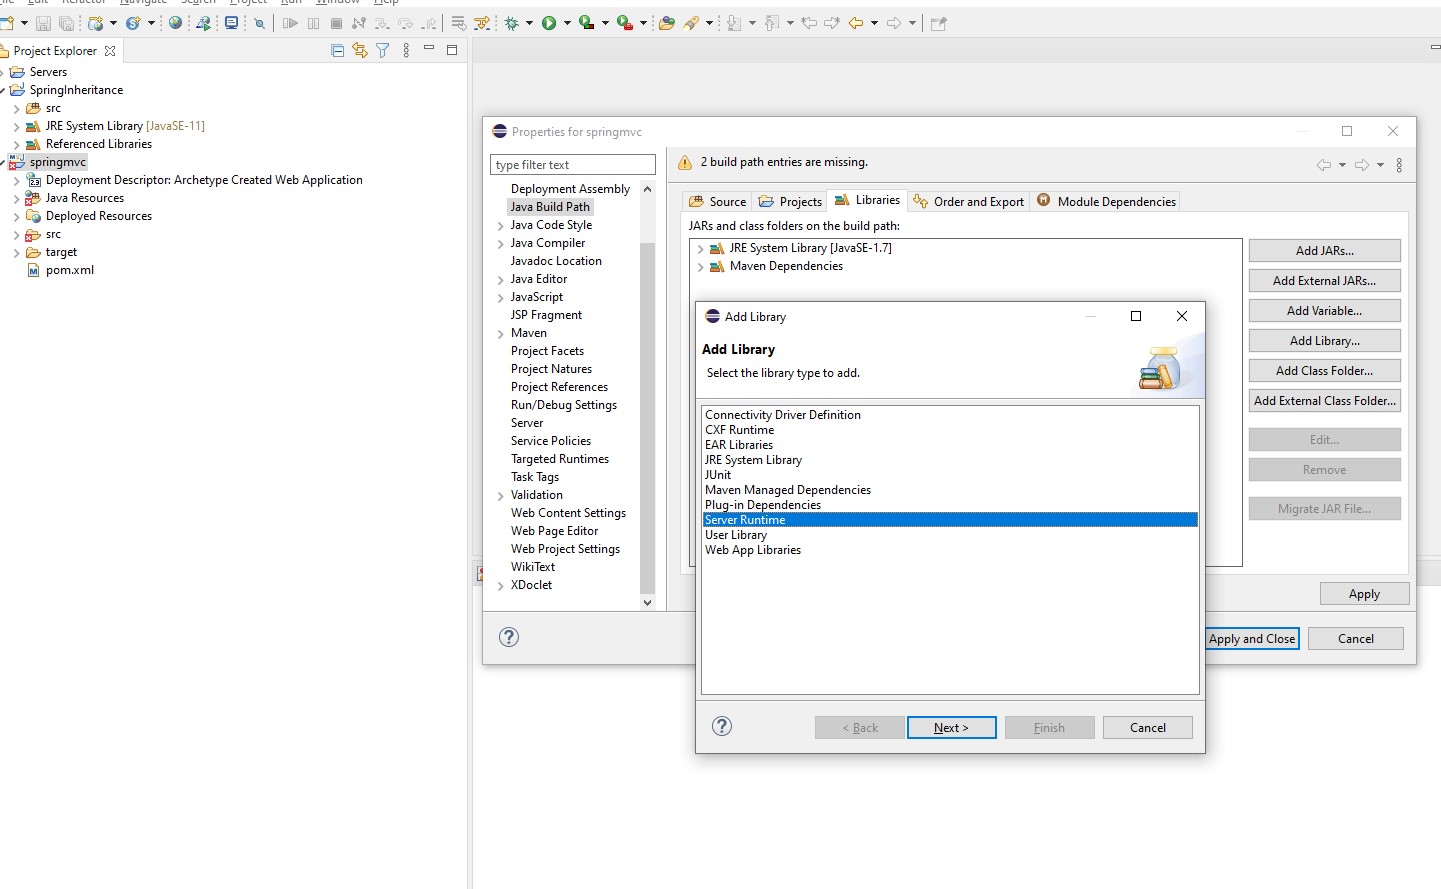 Edit Refactor Navigate Search Project Run Window Help
Project Explorer
Servers
SpringInheritance
src
JRE System Library [JavaSE-11]
Referenced Libraries
springmvc
Deployment Descriptor: Archetype Created Web Application
Java Resources
Deployed Resources
src
target
pom.xml
Properties for springmvc
type filter text
Deployment Assembly
Java Build Path
Java Code Style
Java Compiler
Javadoc Location
Java Editor
JavaScript
JSP Fragment
Maven
Project Facets
Project Natures
Project References
Run/Debug Settings
Server
Service Policies
Targeted Runtimes
Task Tags
Validation
Web Content Settings
Web Page Editor
Web Project Settings
WikiText
XDoclet
2 build path entries are missing.
Source Projects Libraries Order and Export Module Dependencies
JARs and class folders on the build path:
JRE System Library [JavaSE-1.7]
Maven Dependencies
Add JARs...
Add External JARs...
Add Variable...
Add Library...
Add Class Folder...
Add External Class Folder...
Edit...
Remove
Migrate JAR File...
Apply
Apply and Close Cancel
Add Library
Add Library
Select the library type to add.
Connectivity Driver Definition
CXF Runtime
EAR Libraries
JRE System Library
JUnit
Maven Managed Dependencies
Plug-in Dependencies
Server Runtime
User Library
Web App Libraries
< Back Next > Finish Cancel